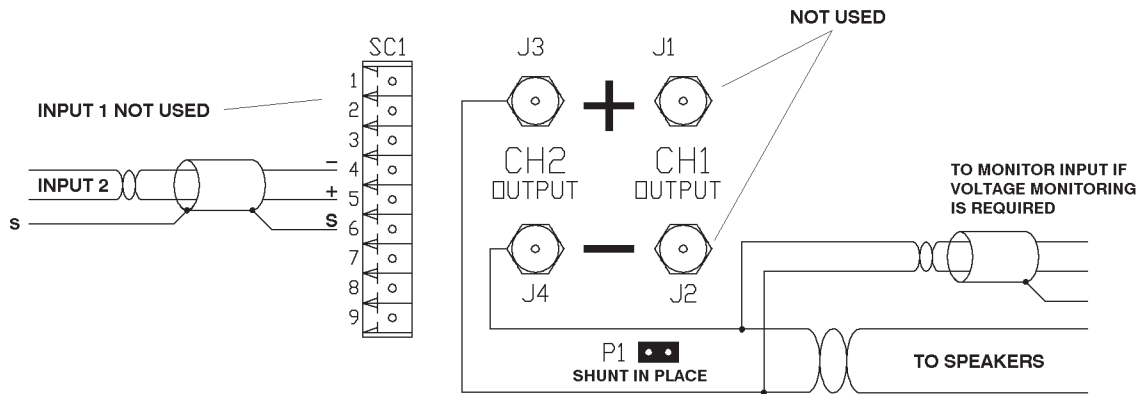 NOT USED
SC1
J3
J1
1
INPUT 1 NOT USED
2
+
3
CH2
CH1
OUTPUT
OUTPUT
4
−
INPUT 2
5
+
TO MONITOR INPUT IF
VOLTAGE MONITORING
IS REQUIRED
S
S
6
7
−
8
J4
J2
9
P1
SHUNT IN PLACE
TO SPEAKERS